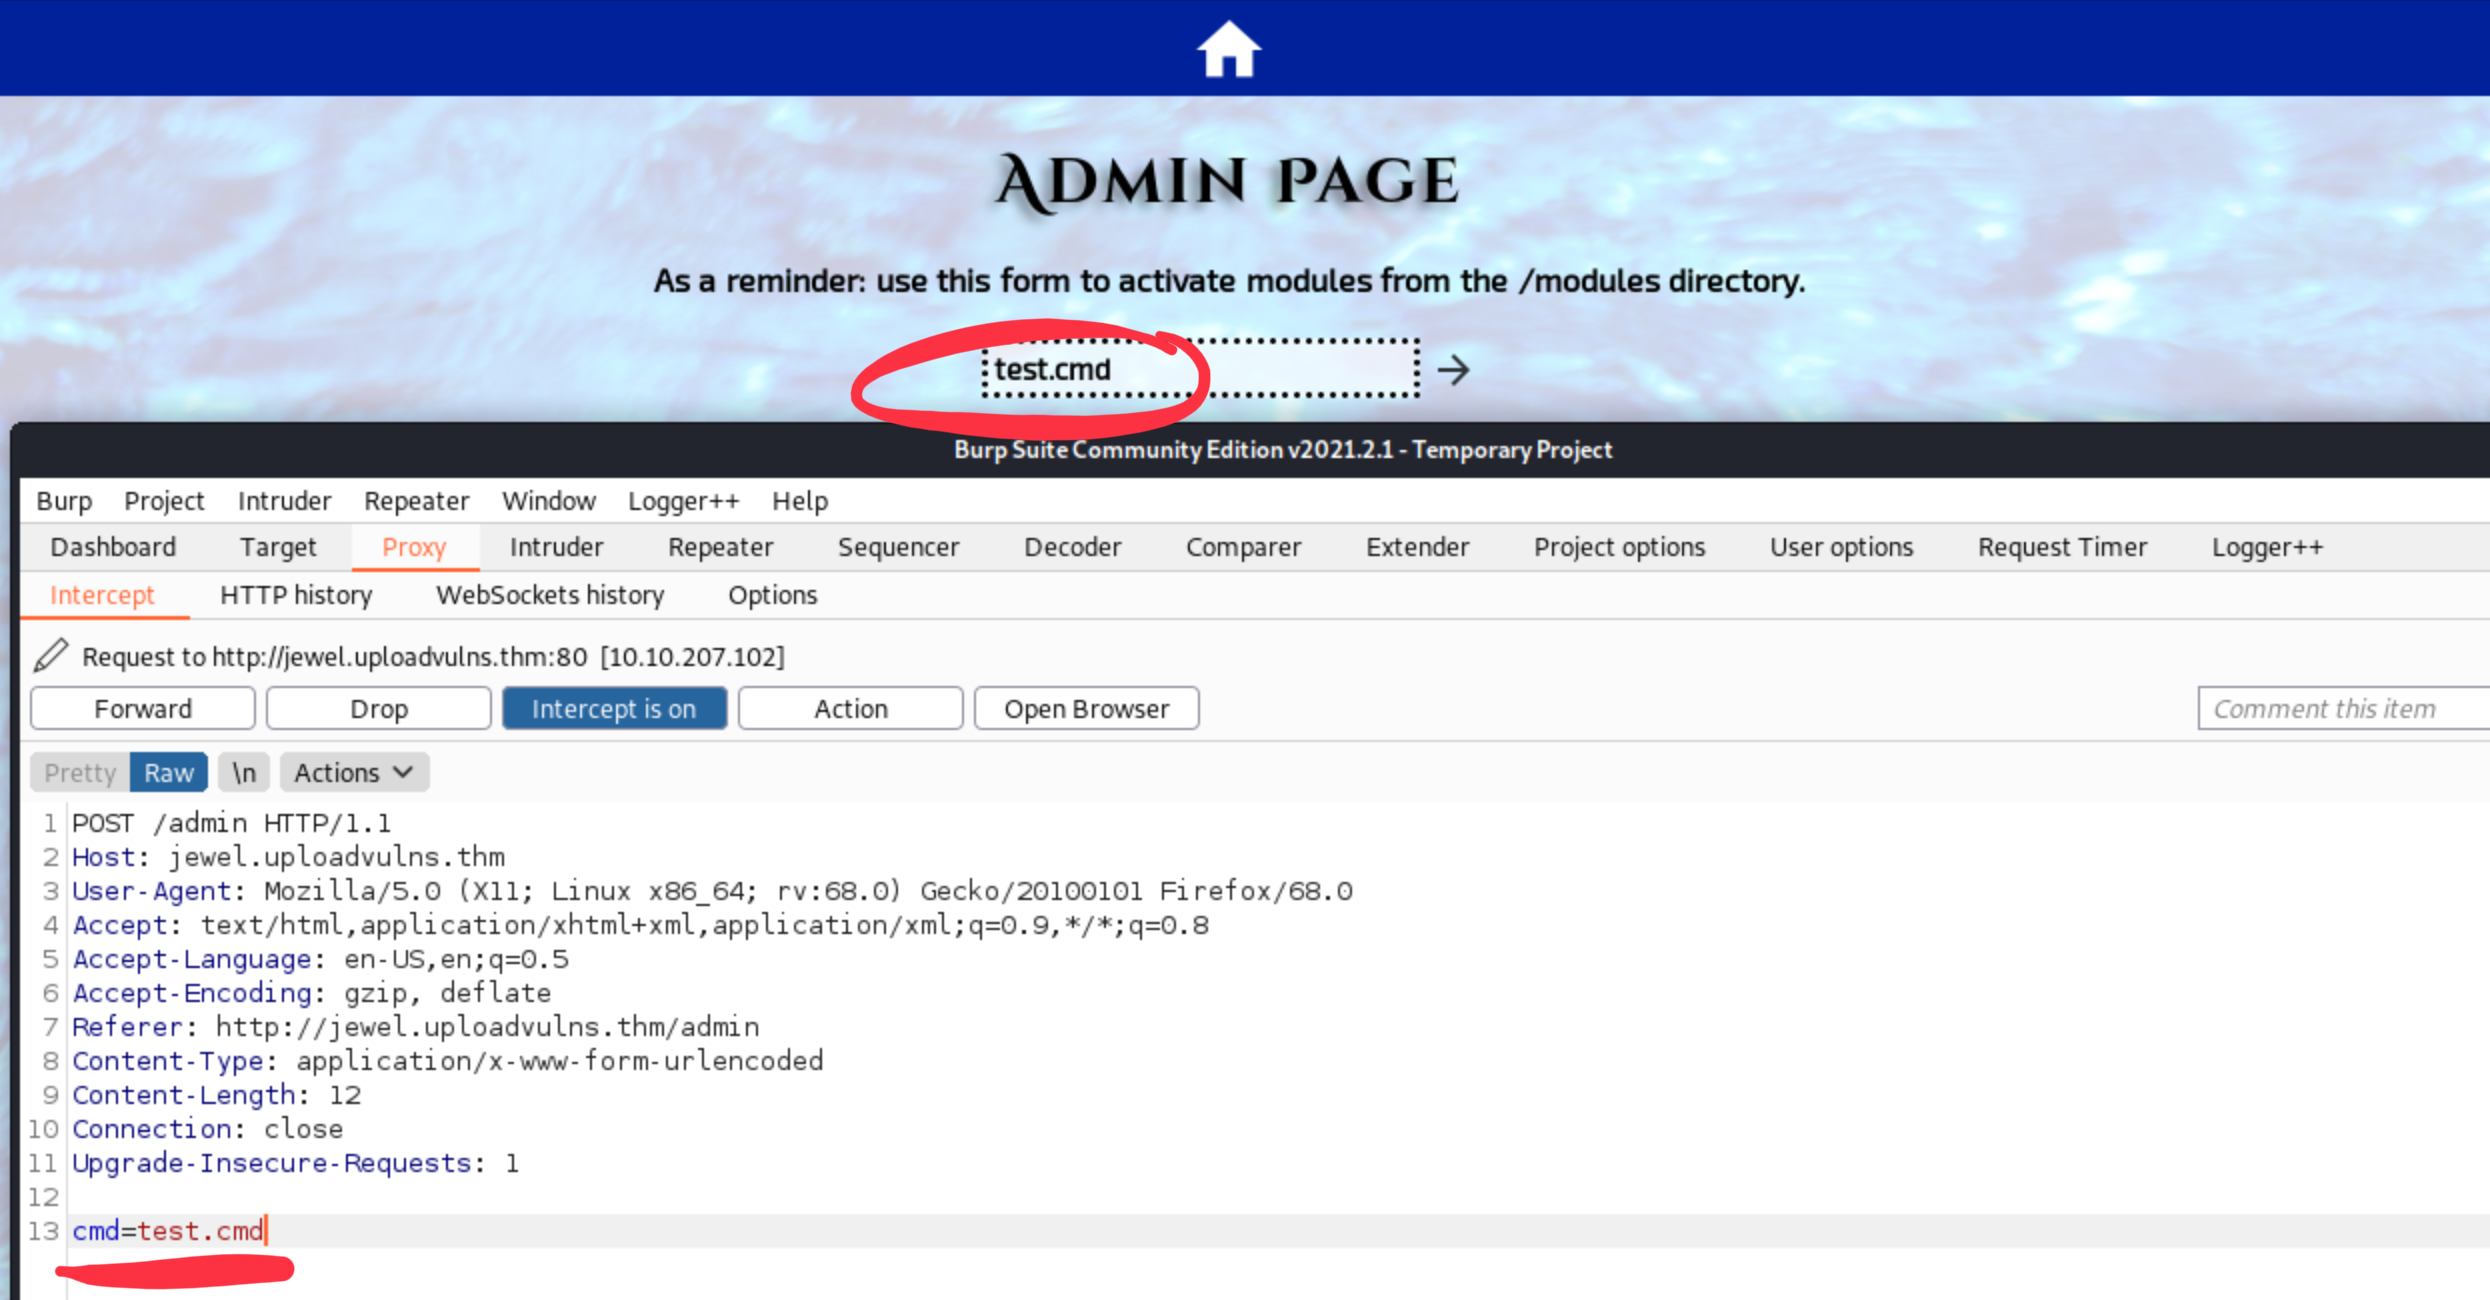 ADMIN PAGE
As a reminder: use this form to activate modules from the /modules directory.
test.cmd →
Burp Suite Community Edition v2021.2.1 - Temporary Project
Burp Project Intruder Repeater Window Logger++ Help
Dashboard Target Proxy Intruder Repeater Sequencer Decoder Comparer Extender Project options User options Request Timer Logger++
Intercept HTTP history WebSockets history Options
Request to http://jewel.uploadvulns.thm:80 [10.10.207.102]
Forward Drop Intercept is on Action Open Browser Comment this item
Pretty Raw \n Actions
1 POST /admin HTTP/1.1
2 Host: jewel.uploadvulns.thm
3 User-Agent: Mozilla/5.0 (X11; Linux x86_64; rv:68.0) Gecko/20100101 Firefox/68.0
4 Accept: text/html,application/xhtml+xml,application/xml;q=0.9,*/*;q=0.8
5 Accept-Language: en-US,en;q=0.5
6 Accept-Encoding: gzip, deflate
7 Referer: http://jewel.uploadvulns.thm/admin
8 Content-Type: application/x-www-form-urlencoded
9 Content-Length: 12
10 Connection: close
11 Upgrade-Insecure-Requests: 1
12
13 cmd=test.cmd